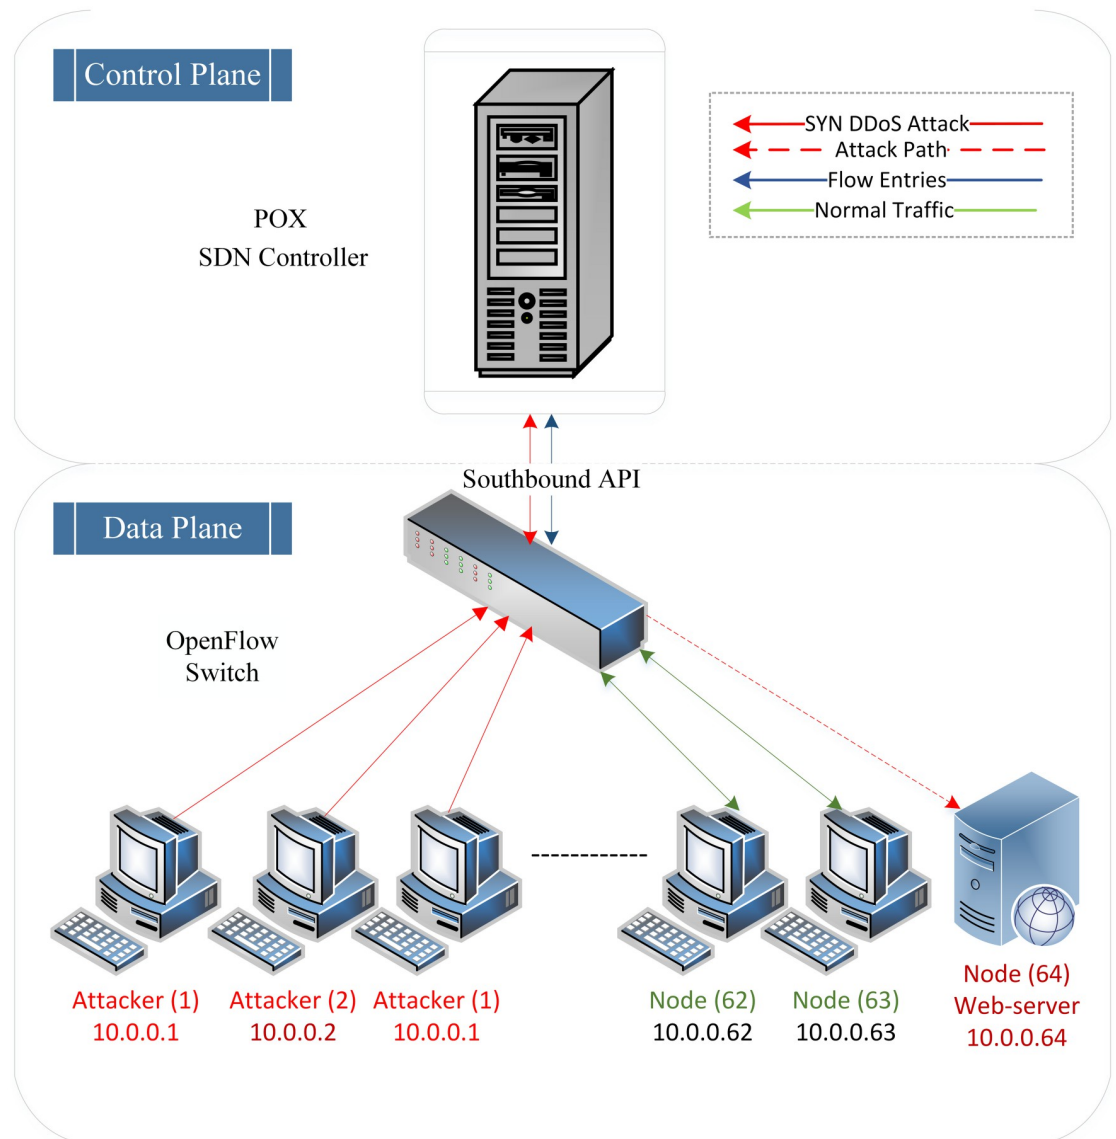 Control Plane
SYN DDoS Attack
Attack Path
Flow Entries
Normal Traffic
POX
SDN Controller
Southbound API
Data Plane
OpenFlow
Switch
Attacker (1)
10.0.0.1
Attacker (2)
10.0.0.2
Attacker (1)
10.0.0.1
Node (62)
10.0.0.62
Node (63)
10.0.0.63
Node (64)
Web-server
10.0.0.64